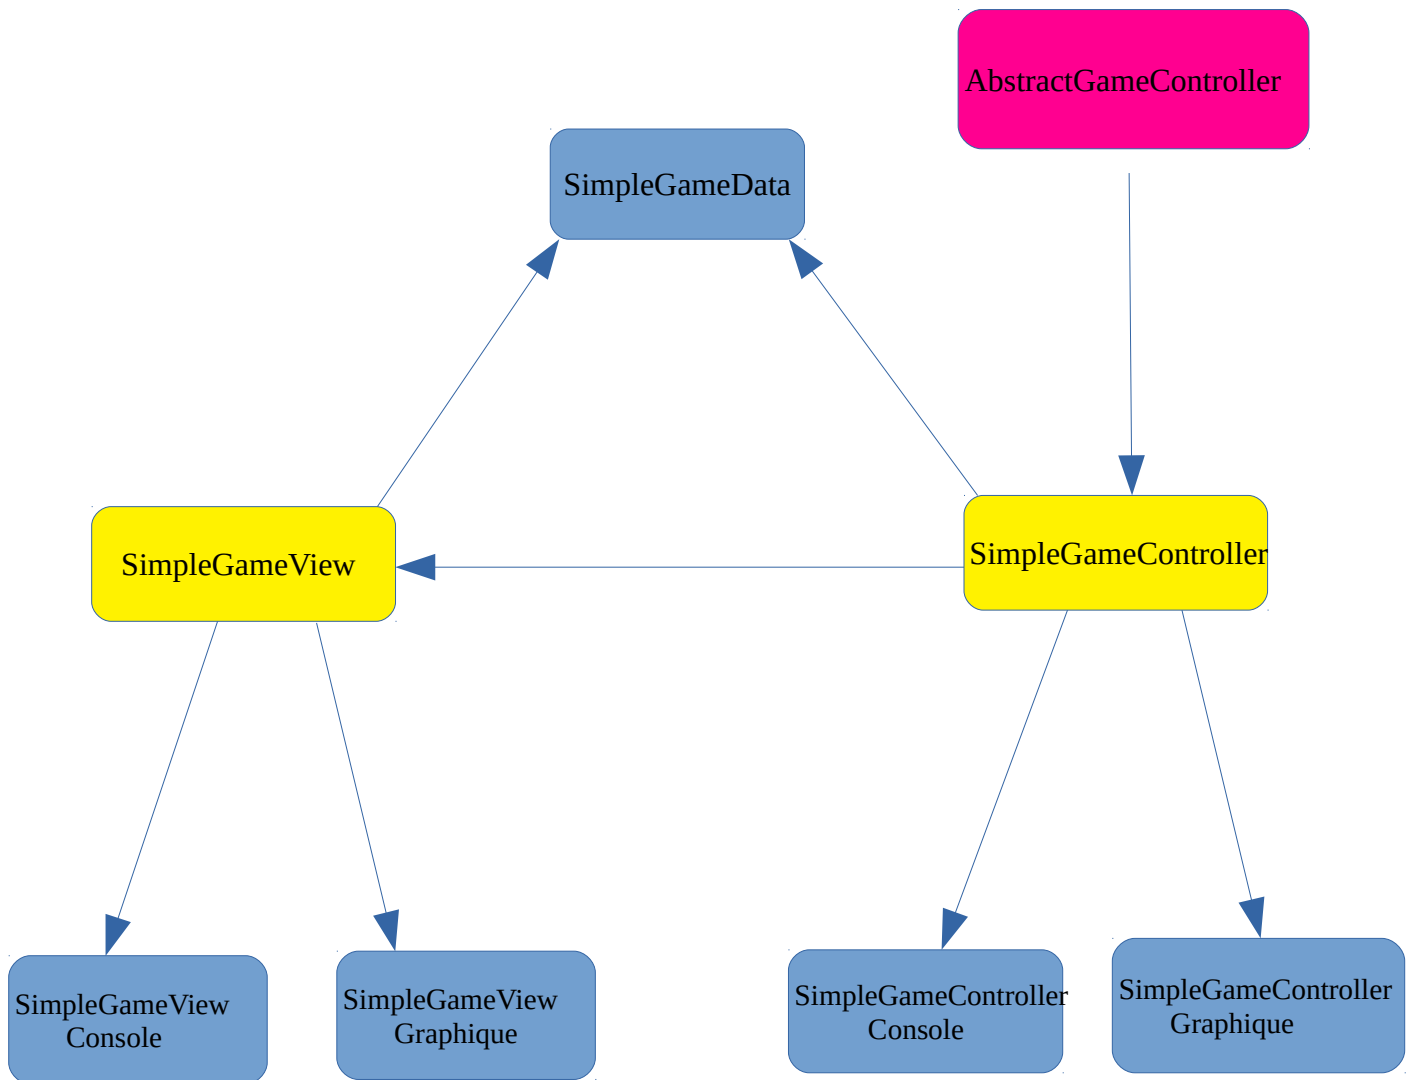 AbstractGameController
SimpleGameData
SimpleGameView
SimpleGameController
SimpleGameView
Console
SimpleGameView
Graphique
SimpleGameController
Console
SimpleGameController
Graphique